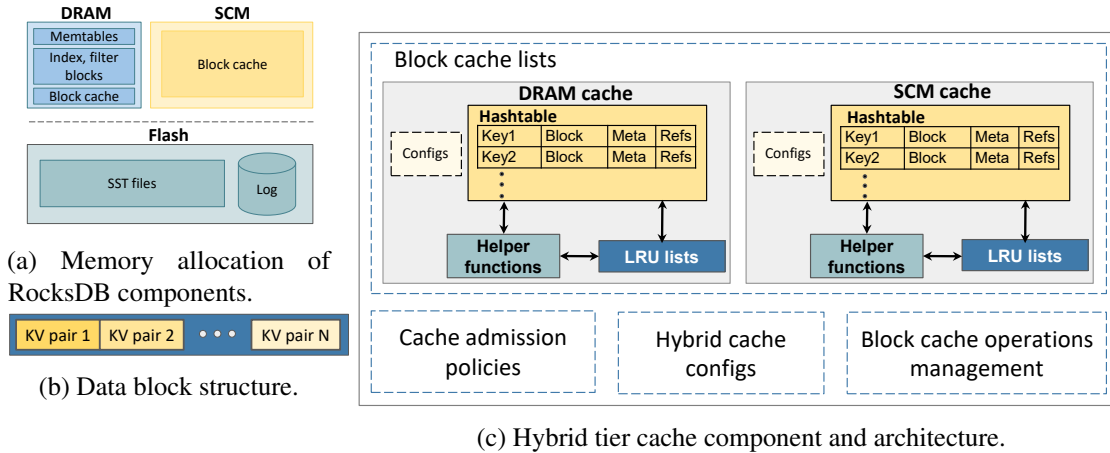 DRAM
SCM
Memtables
Index, filter
blocks
Block cache
Block cache
Flash
SST files
Log
(a) Memory allocation of
RocksDB components.
KV pair 1
KV pair 2
KV pair N
(b) Data block structure.
Block cache lists
DRAM cache
Configs
Hashtable
Key1 Block Meta Refs
Key2 Block Meta Refs
Helper
functions
LRU lists
SCM cache
Configs
Hashtable
Key1 Block Meta Refs
Key2 Block Meta Refs
Helper
functions
LRU lists
Cache admission
policies
Hybrid cache
configs
Block cache operations
management
(c) Hybrid tier cache component and architecture.